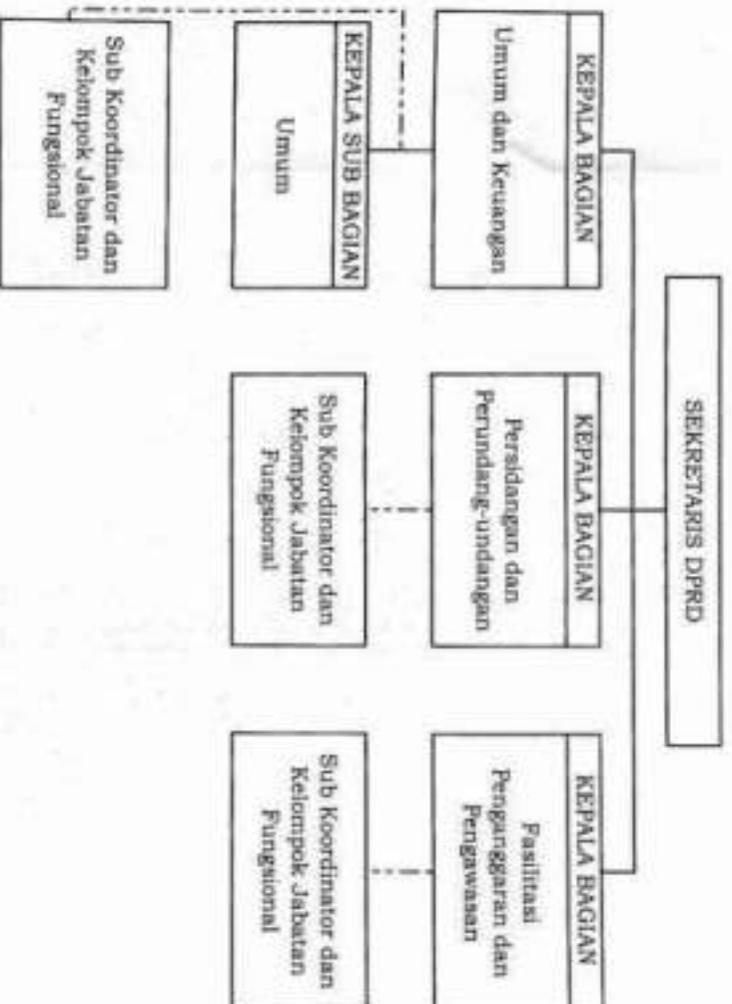 SEKRETARIS DPRD
KEPALA BAGIAN
Umum dan Keuangan
KEPALA BAGIAN
Persidangan dan
Perundang-undangan
KEPALA BAGIAN
Fasilitasi
Penganggaran dan
Pengawasan
KEPALA SUB BAGIAN
Umum
Sub Koordinator dan
Kelompok Jabatan
Fungsional
Sub Koordinator dan
Kelompok Jabatan
Fungsional
Sub Koordinator dan
Kelompok Jabatan
Fungsional